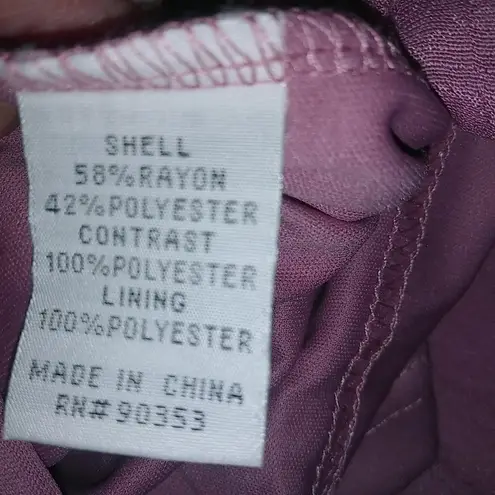 SHELL
58%RAYON
42%POLYESTER
CONTRAST
100%POLYESTER
LINING
100%POLYESTER
MADE IN CHINA
RN#90353